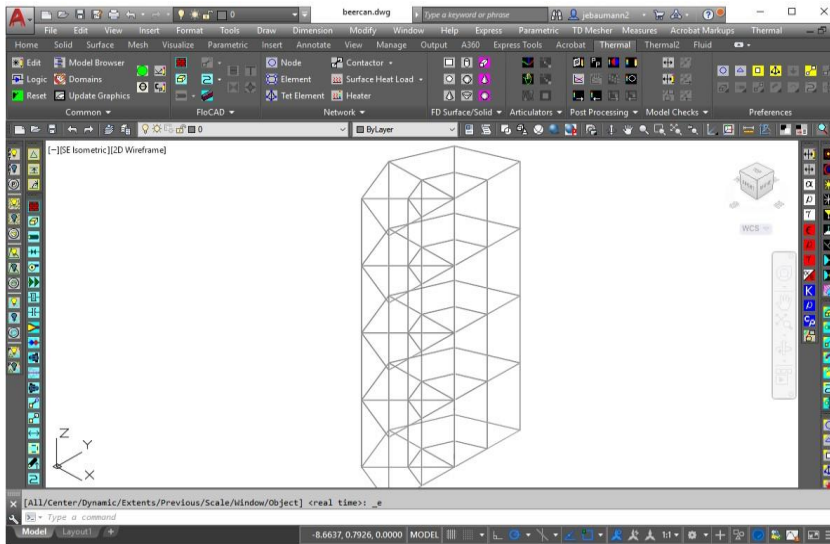 beercan.dwg
Type a keyword or phrase
jebaumann2
File Edit View Insert Format Tools Draw Dimension Modify Window Help Express Parametric TD Mesher Measures Acrobat Markups Thermal
Home Solid Surface Mesh Visualize Parametric Insert Annotate View Manage Output A360 Express Tools Acrobat Thermal Thermal2 Fluid
Edit Model Browser Node Contactor
Logic Domains Element Surface Heat Load
Reset Update Graphics Tet Element Heater
Common FloCAD Network FD Surface/Solid Articulators Post Processing Model Checks Preferences
0 ByLayer
[−][SE Isometric][2D Wireframe]
WCS
Z
Y
X
[All/Center/Dynamic/Extents/Previous/Scale/Window/Object] <real time>: _e
Type a command
Model Layout1 + -8.6637, 0.7926, 0.0000 MODEL 1:1